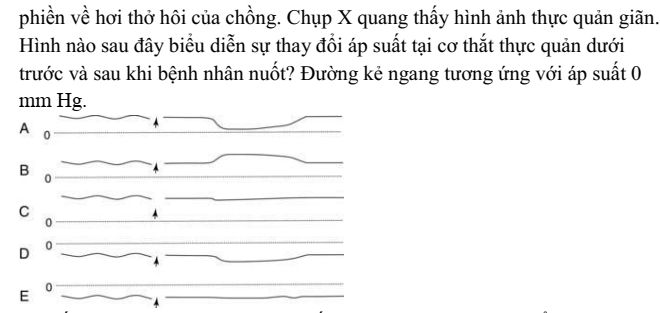 phiền về hơi thở hôi của chồng. Chụp X quang thấy hình ảnh thực quản giãn.
Hình nào sau đây biểu diễn sự thay đổi áp suất tại cơ thắt thực quản dưới
trước và sau khi bệnh nhân nuốt? Đường kẻ ngang tương ứng với áp suất 0
mm Hg.
A 0
B 0
C 0
D 0
E 0